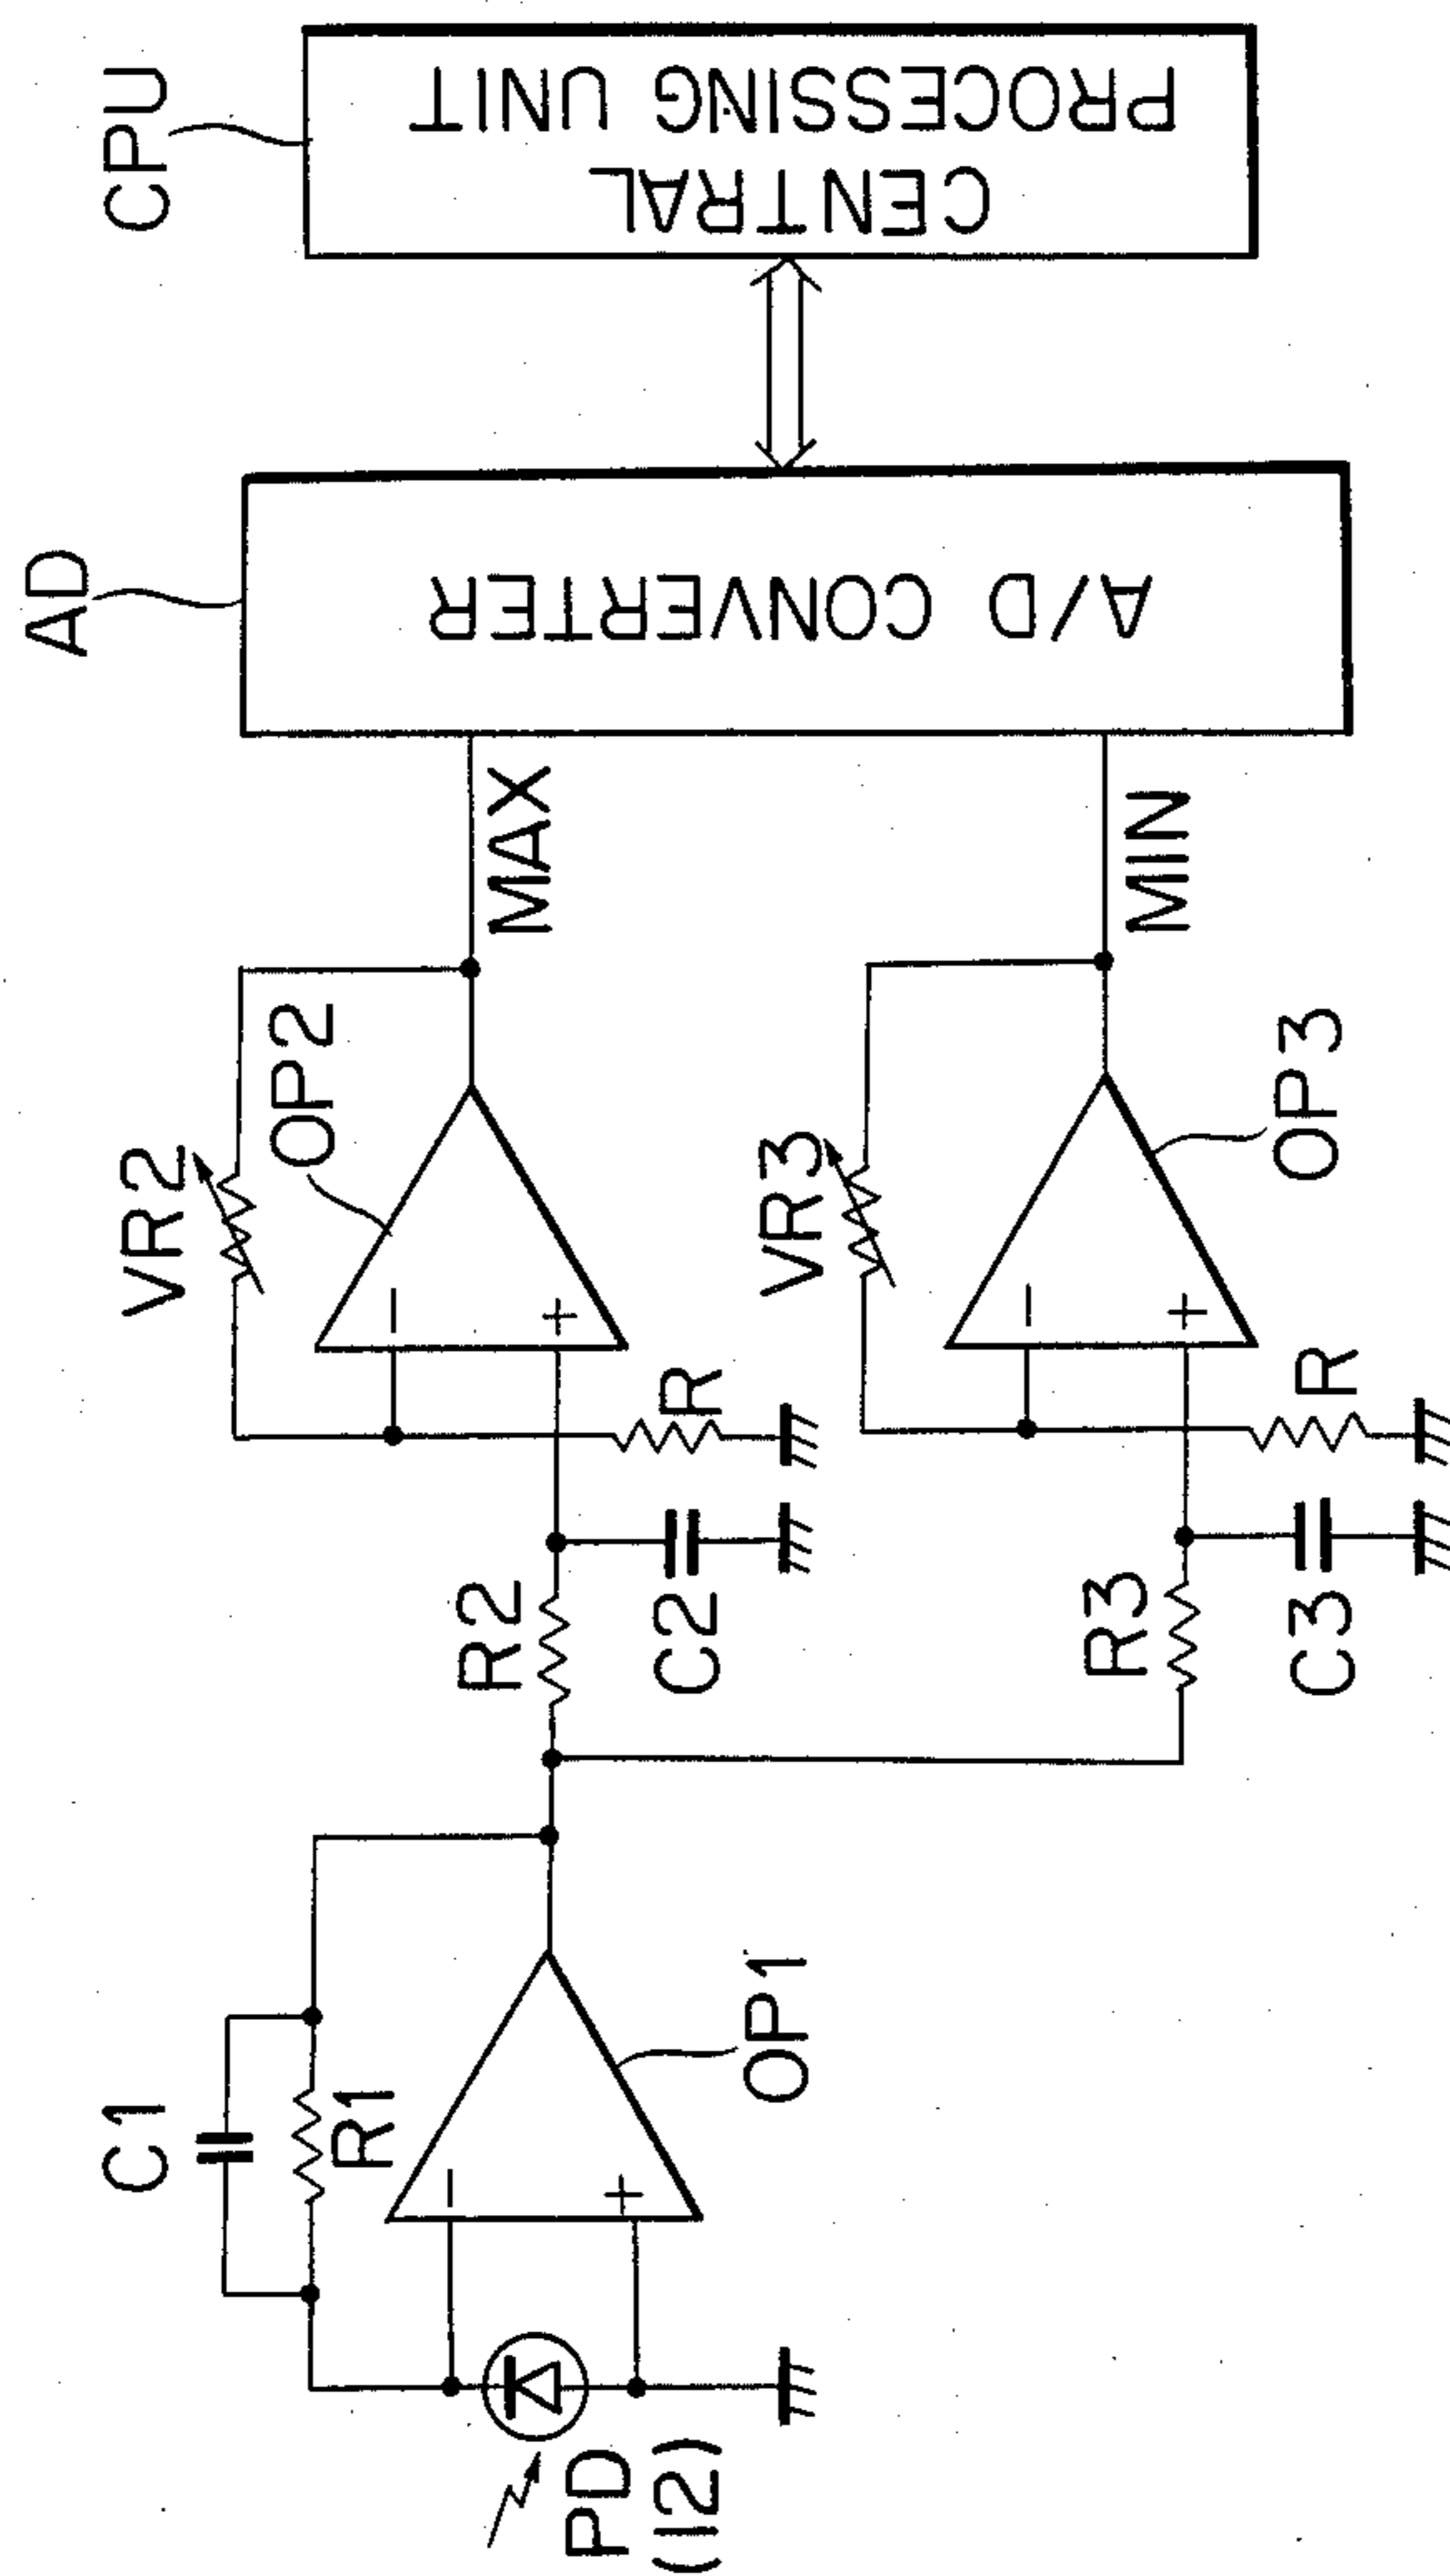 C1
R1
OP1
PD
(12)
R2
C2
R
VR2
OP2
MAX
R3
C3
R
VR3
OP3
MIN
AD
A/D CONVERTER
CPU
CENTRAL
PROCESSING UNIT